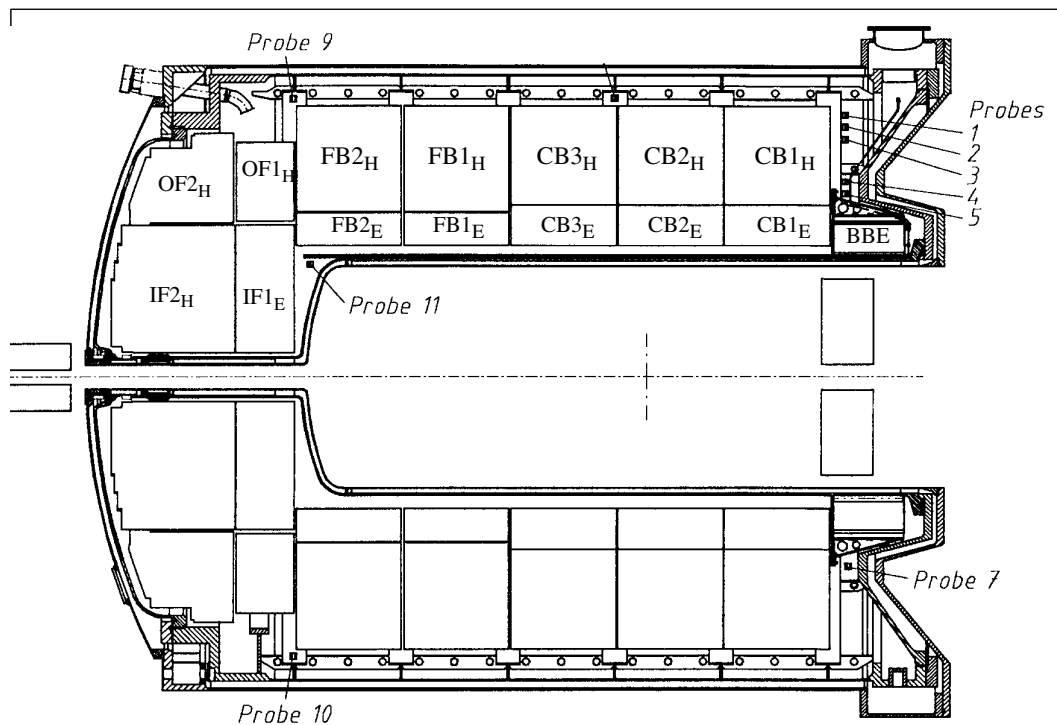 Probe 9
Probes
1
2
3
4
5
FB2H FB1H CB3H CB2H CB1H
OF2H OF1H
FB2E FB1E CB3E CB2E CB1E BBE
IF2H IF1E
Probe 11
Probe 7
Probe 10